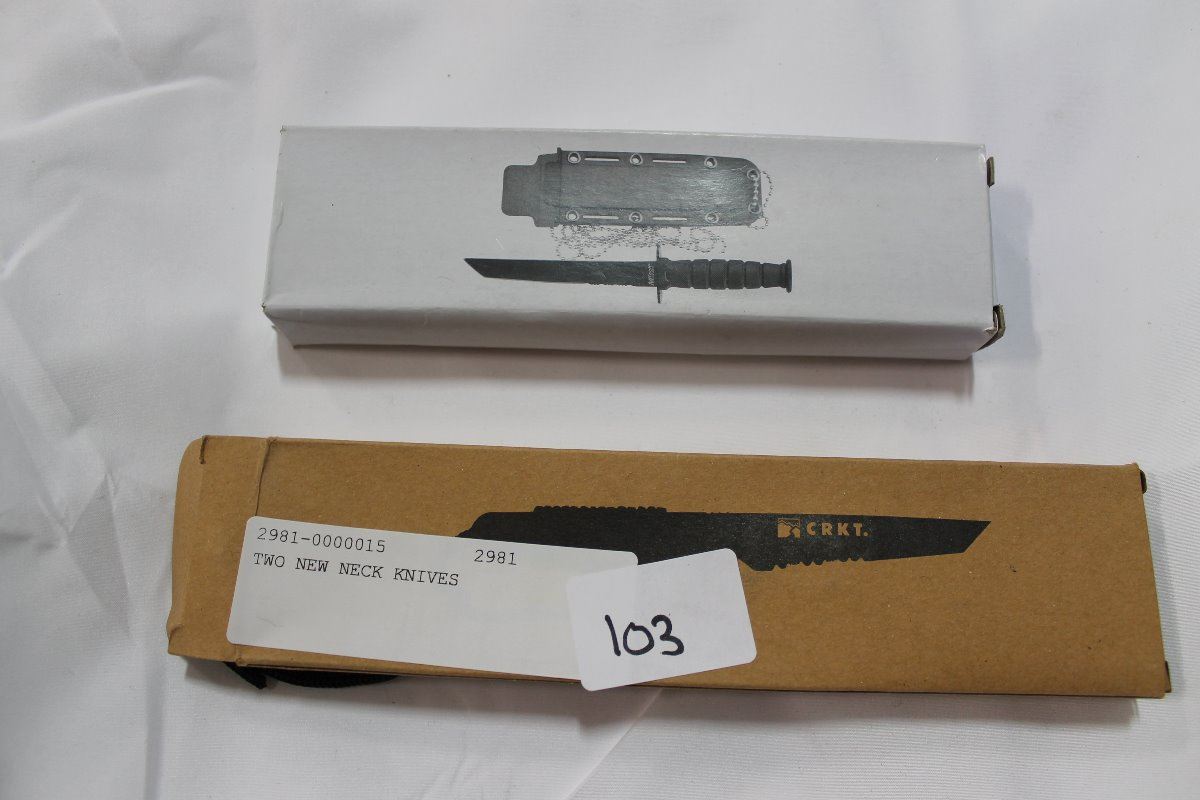 CRKT.
2981-0000015 2981
TWO NEW NECK KNIVES
103